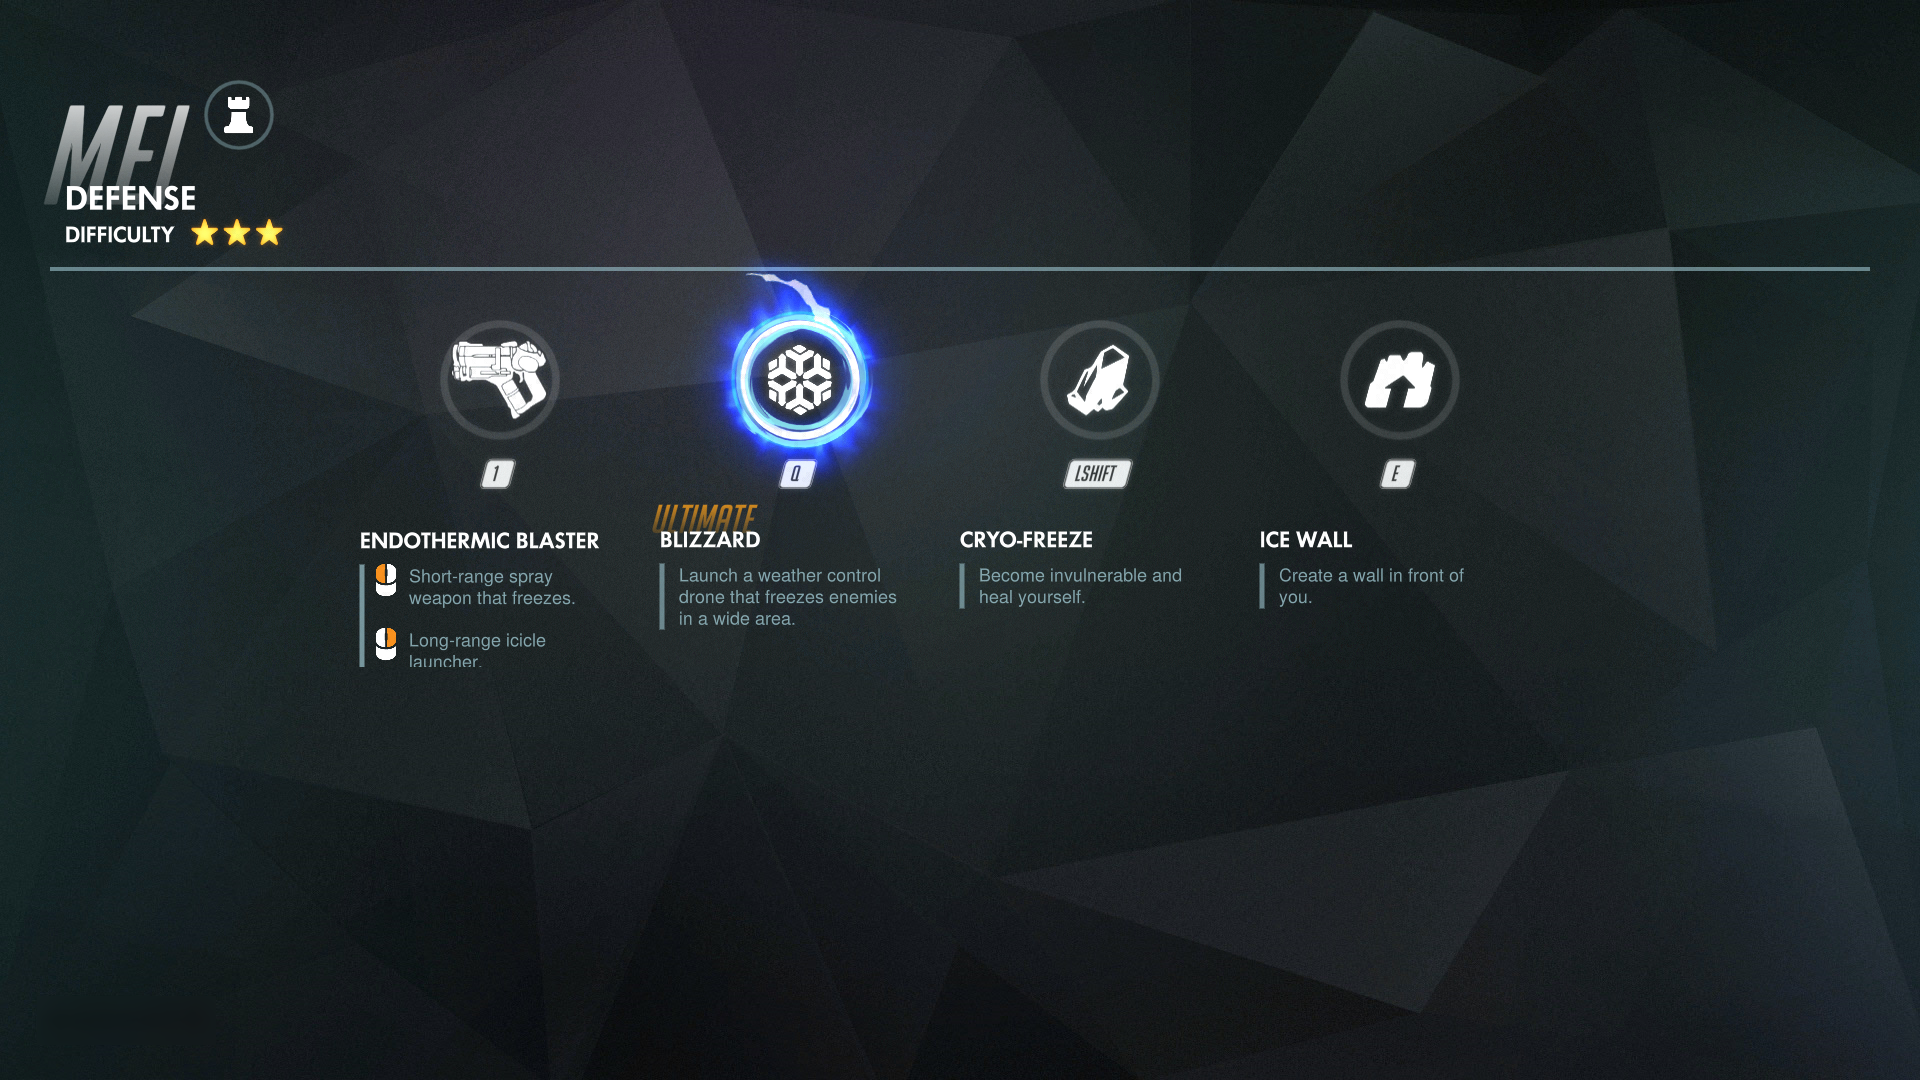 MEI
DEFENSE
DIFFICULTY
1
Q
LSHIFT
E
ENDOTHERMIC BLASTER
Short-range spray
weapon that freezes.
Long-range icicle
launcher.
ULTIMATE
BLIZZARD
Launch a weather control
drone that freezes enemies
in a wide area.
CRYO-FREEZE
Become invulnerable and
heal yourself.
ICE WALL
Create a wall in front of
you.